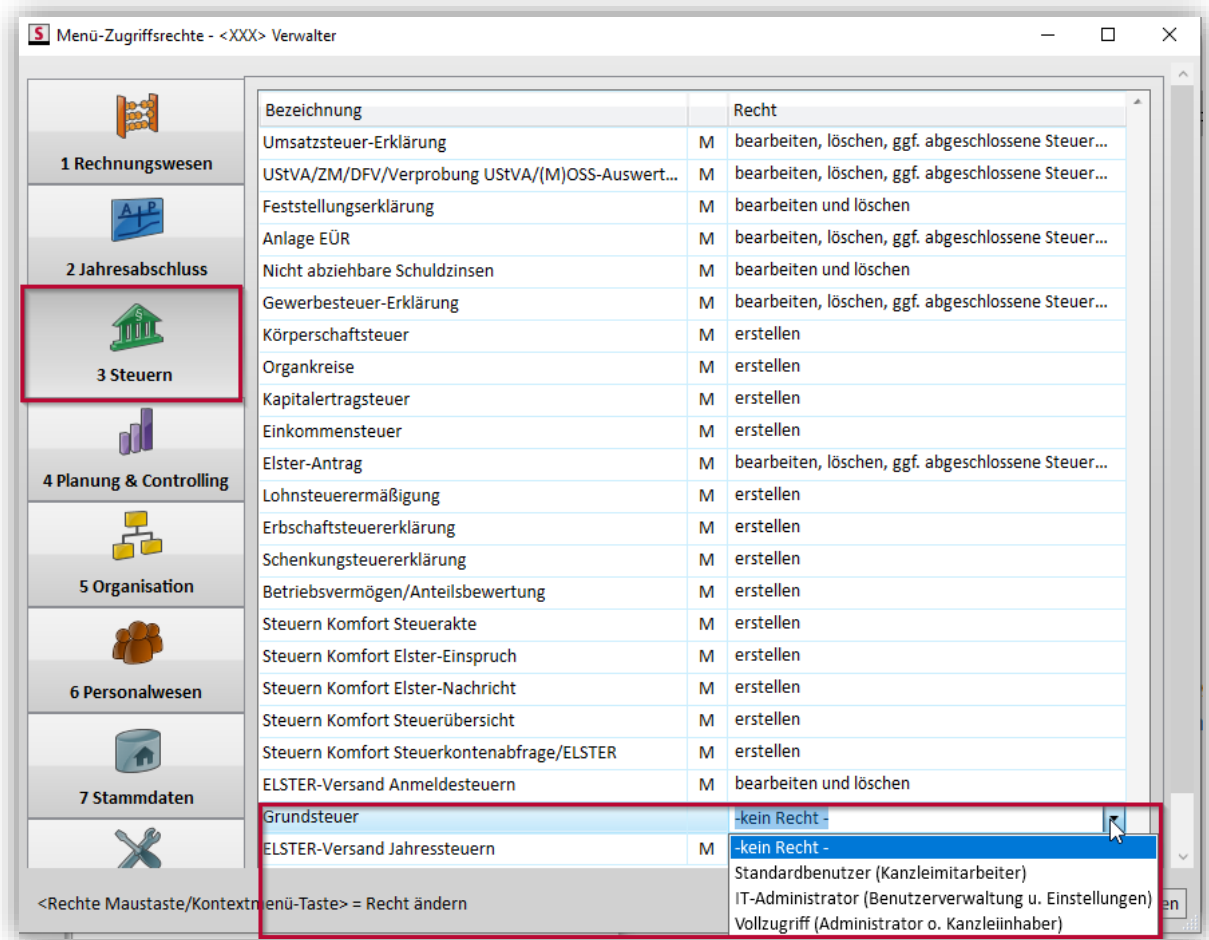 S Menü-Zugriffsrechte - <XXX> Verwalter
1 Rechnungswesen
2 Jahresabschluss
3 Steuern
4 Planung & Controlling
5 Organisation
6 Personalwesen
7 Stammdaten
Bezeichnung Recht
Umsatzsteuer-Erklärung M bearbeiten, löschen, ggf. abgeschlossene Steuer...
UStVA/ZM/DFV/Verprobung UStVA/(M)OSS-Auswert... M bearbeiten, löschen, ggf. abgeschlossene Steuer...
Feststellungserklärung M bearbeiten und löschen
Anlage EÜR M bearbeiten, löschen, ggf. abgeschlossene Steuer...
Nicht abziehbare Schuldzinsen M bearbeiten und löschen
Gewerbesteuer-Erklärung M bearbeiten, löschen, ggf. abgeschlossene Steuer...
Körperschaftsteuer M erstellen
Organkreise M erstellen
Kapitalertragsteuer M erstellen
Einkommensteuer M erstellen
Elster-Antrag M bearbeiten, löschen, ggf. abgeschlossene Steuer...
Lohnsteuerermäßigung M erstellen
Erbschaftsteuererklärung M erstellen
Schenkungsteuererklärung M erstellen
Betriebsvermögen/Anteilsbewertung M erstellen
Steuern Komfort Steuerakte M erstellen
Steuern Komfort Elster-Einspruch M erstellen
Steuern Komfort Elster-Nachricht M erstellen
Steuern Komfort Steuerübersicht M erstellen
Steuern Komfort Steuerkontenabfrage/ELSTER M erstellen
ELSTER-Versand Anmeldesteuern M bearbeiten und löschen
Grundsteuer -kein Recht -
ELSTER-Versand Jahressteuern M -kein Recht -
Standardbenutzer (Kanzleimitarbeiter)
IT-Administrator (Benutzerverwaltung u. Einstellungen)
Vollzugriff (Administrator o. Kanzleiinhaber)
<Rechte Maustaste/Kontextmenü-Taste> = Recht ändern
en